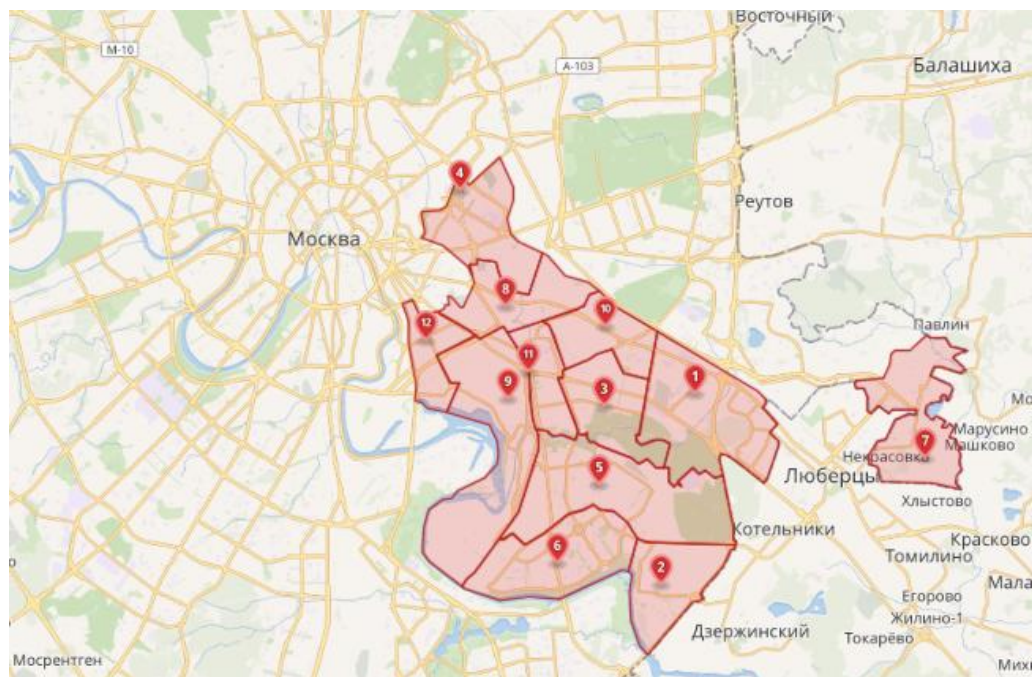 Восточный
М-10
А-103
Балашиха
4
Реутов
Москва
8
10
12
Павлин
11
1
9
3
Марусино
7
Машково
Некрасовка
5
Люберцы
Хлыстово
Котельники
6
Красково
Томилино
2
Мала
Егорово
Жилино-1
Дзержинский
Токарёво
Мосрентген
Мих